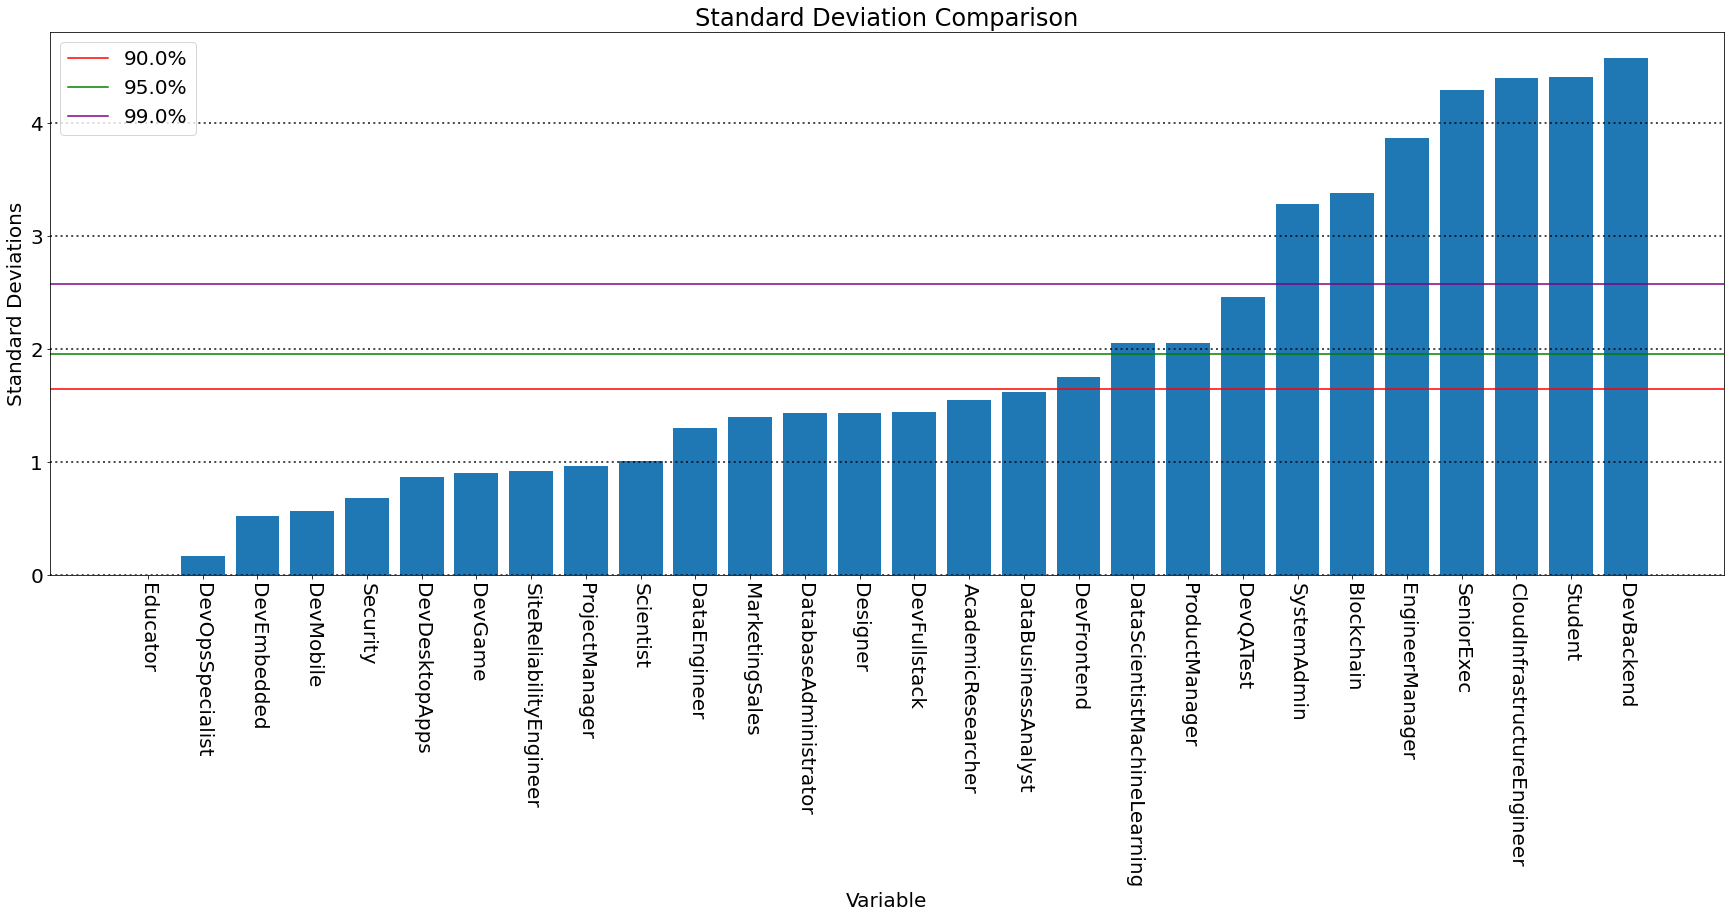 Standard Deviation Comparison
90.0%
95.0%
99.0%
Standard Deviations
4
3
2
1
0
Educator
DevOpsSpecialist
DevEmbedded
DevMobile
Security
DevDesktopApps
DevGame
SiteReliabilityEngineer
ProjectManager
Scientist
DataEngineer
MarketingSales
DatabaseAdministrator
Designer
DevFullstack
AcademicResearcher
DataBusinessAnalyst
DevFrontend
DataScientistMachineLearning
ProductManager
DevQATest
SystemAdmin
Blockchain
EngineerManager
SeniorExec
CloudInfrastructureEngineer
Student
DevBackend
Variable